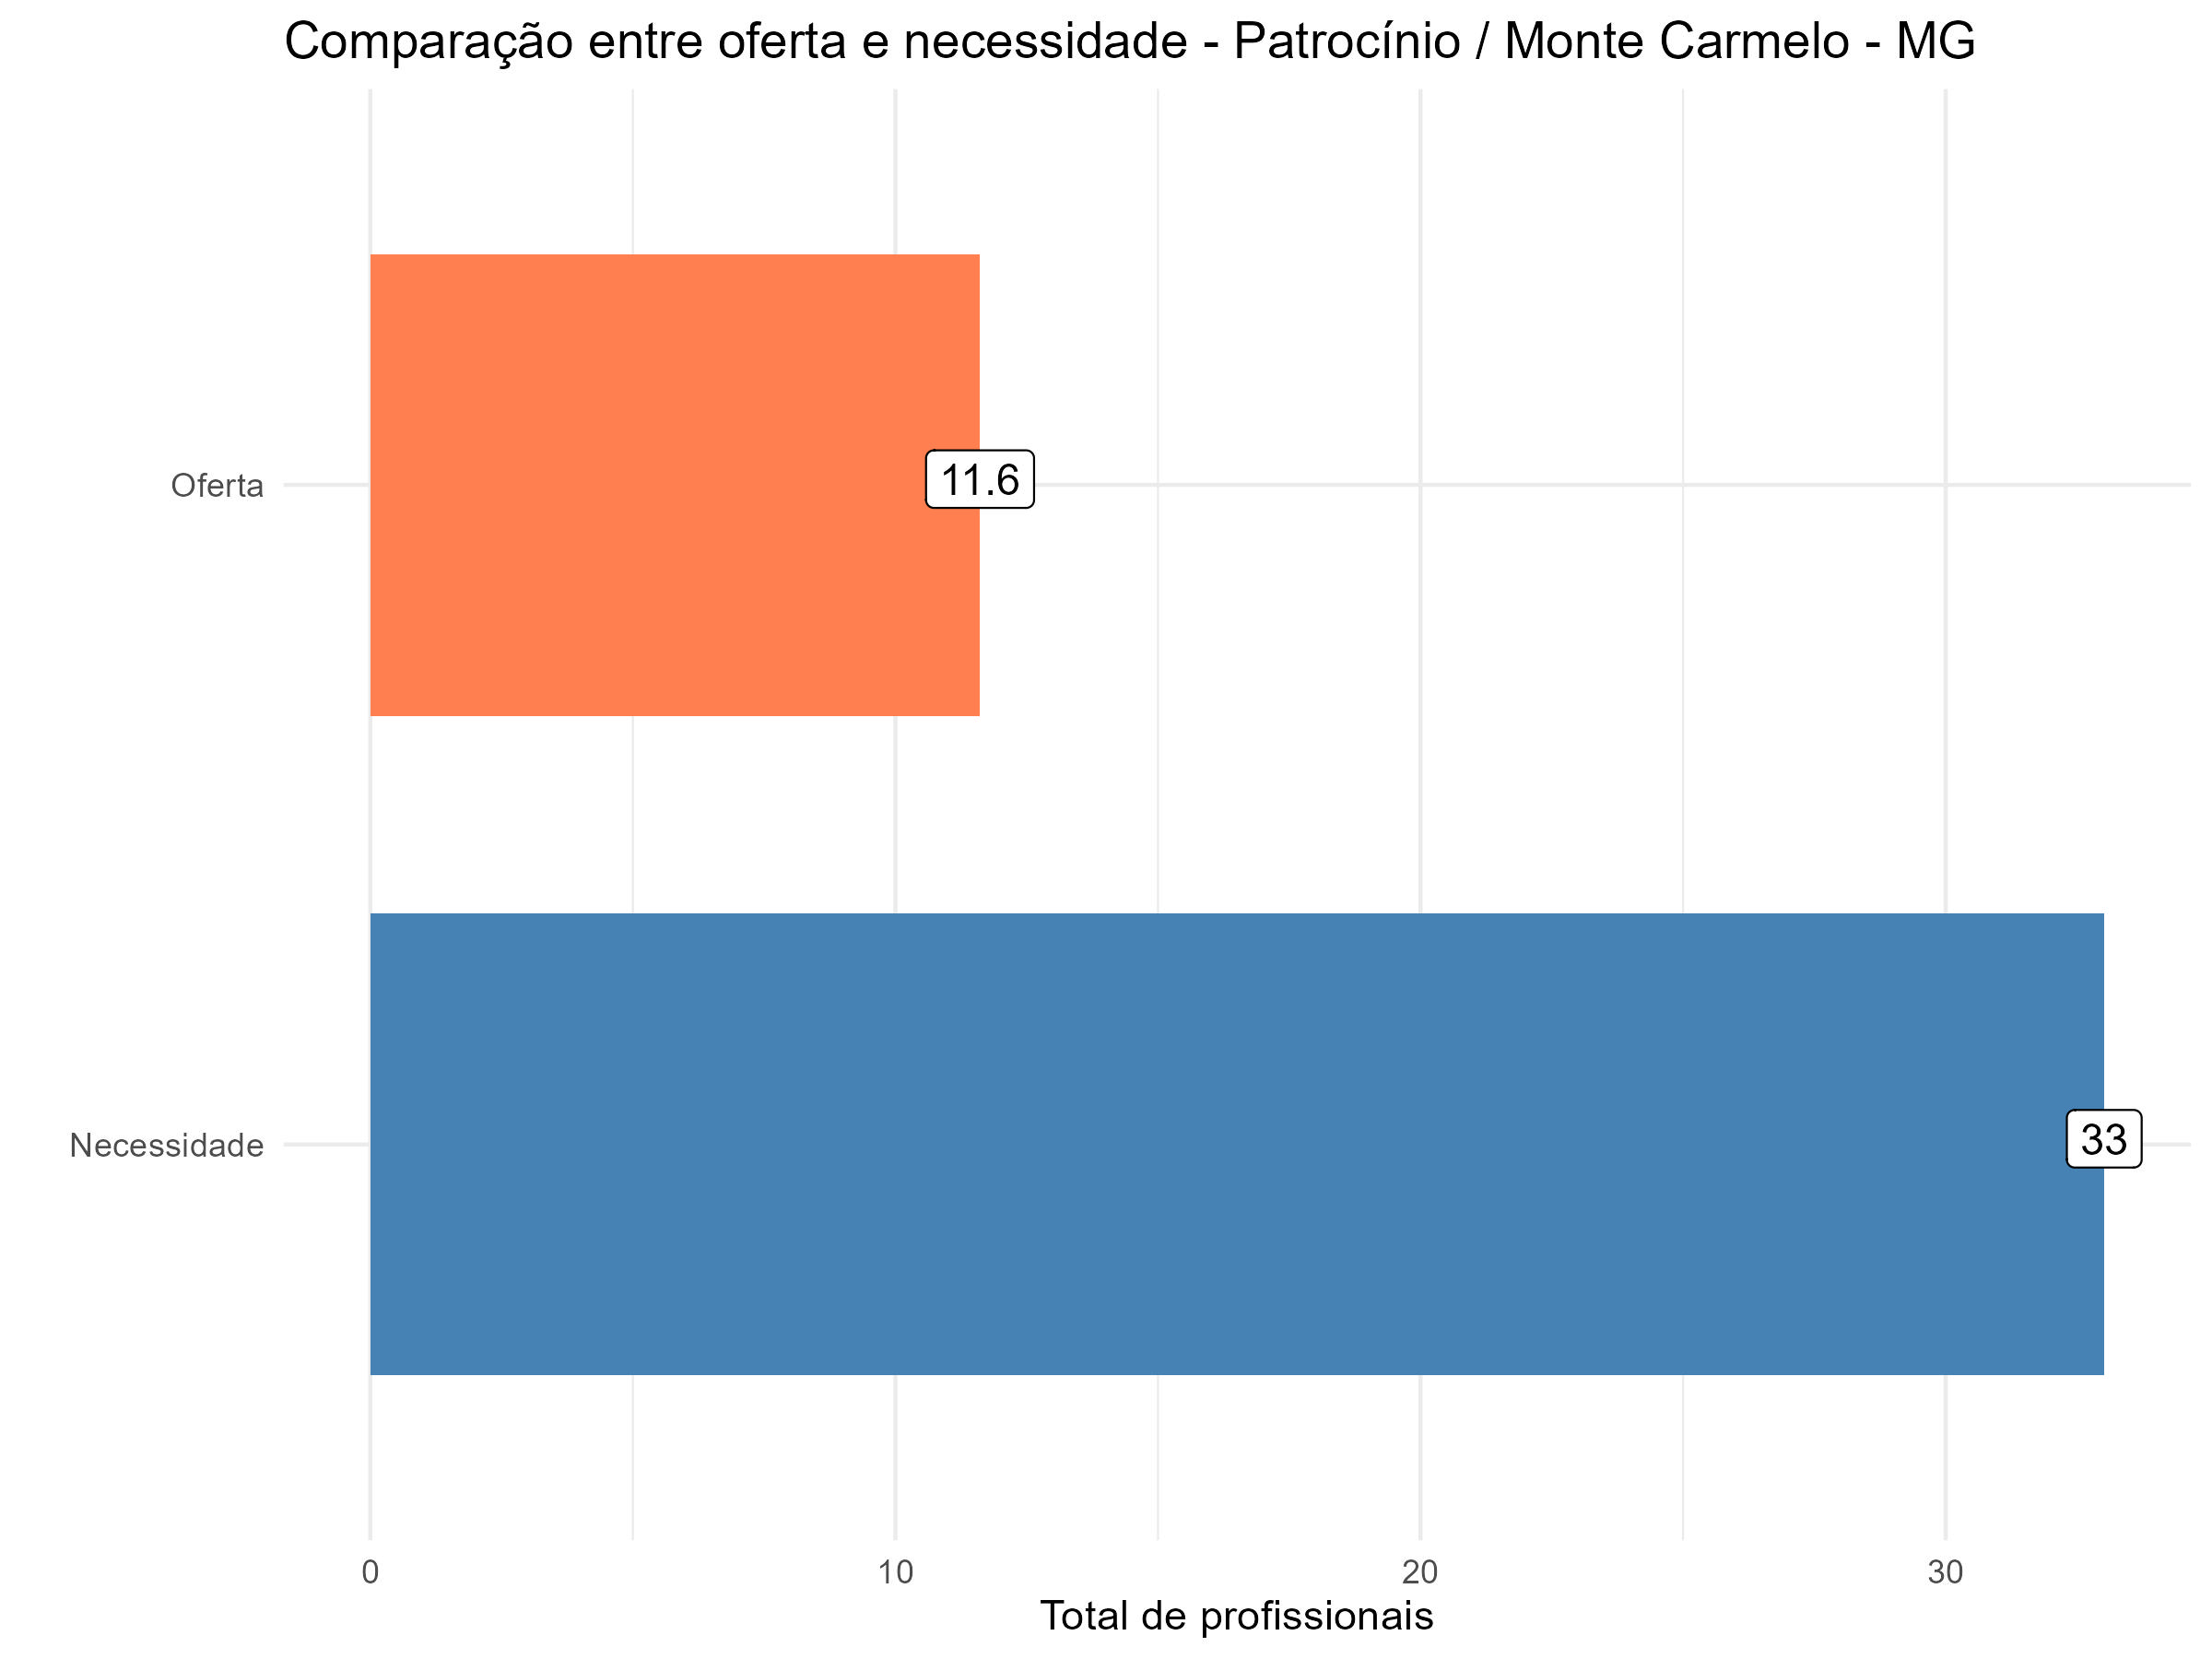 Comparação entre oferta e necessidade - Patrocínio / Monte Carmelo - MG
Oferta
11.6
Necessidade
33
0
10
20
30
Total de profissionais